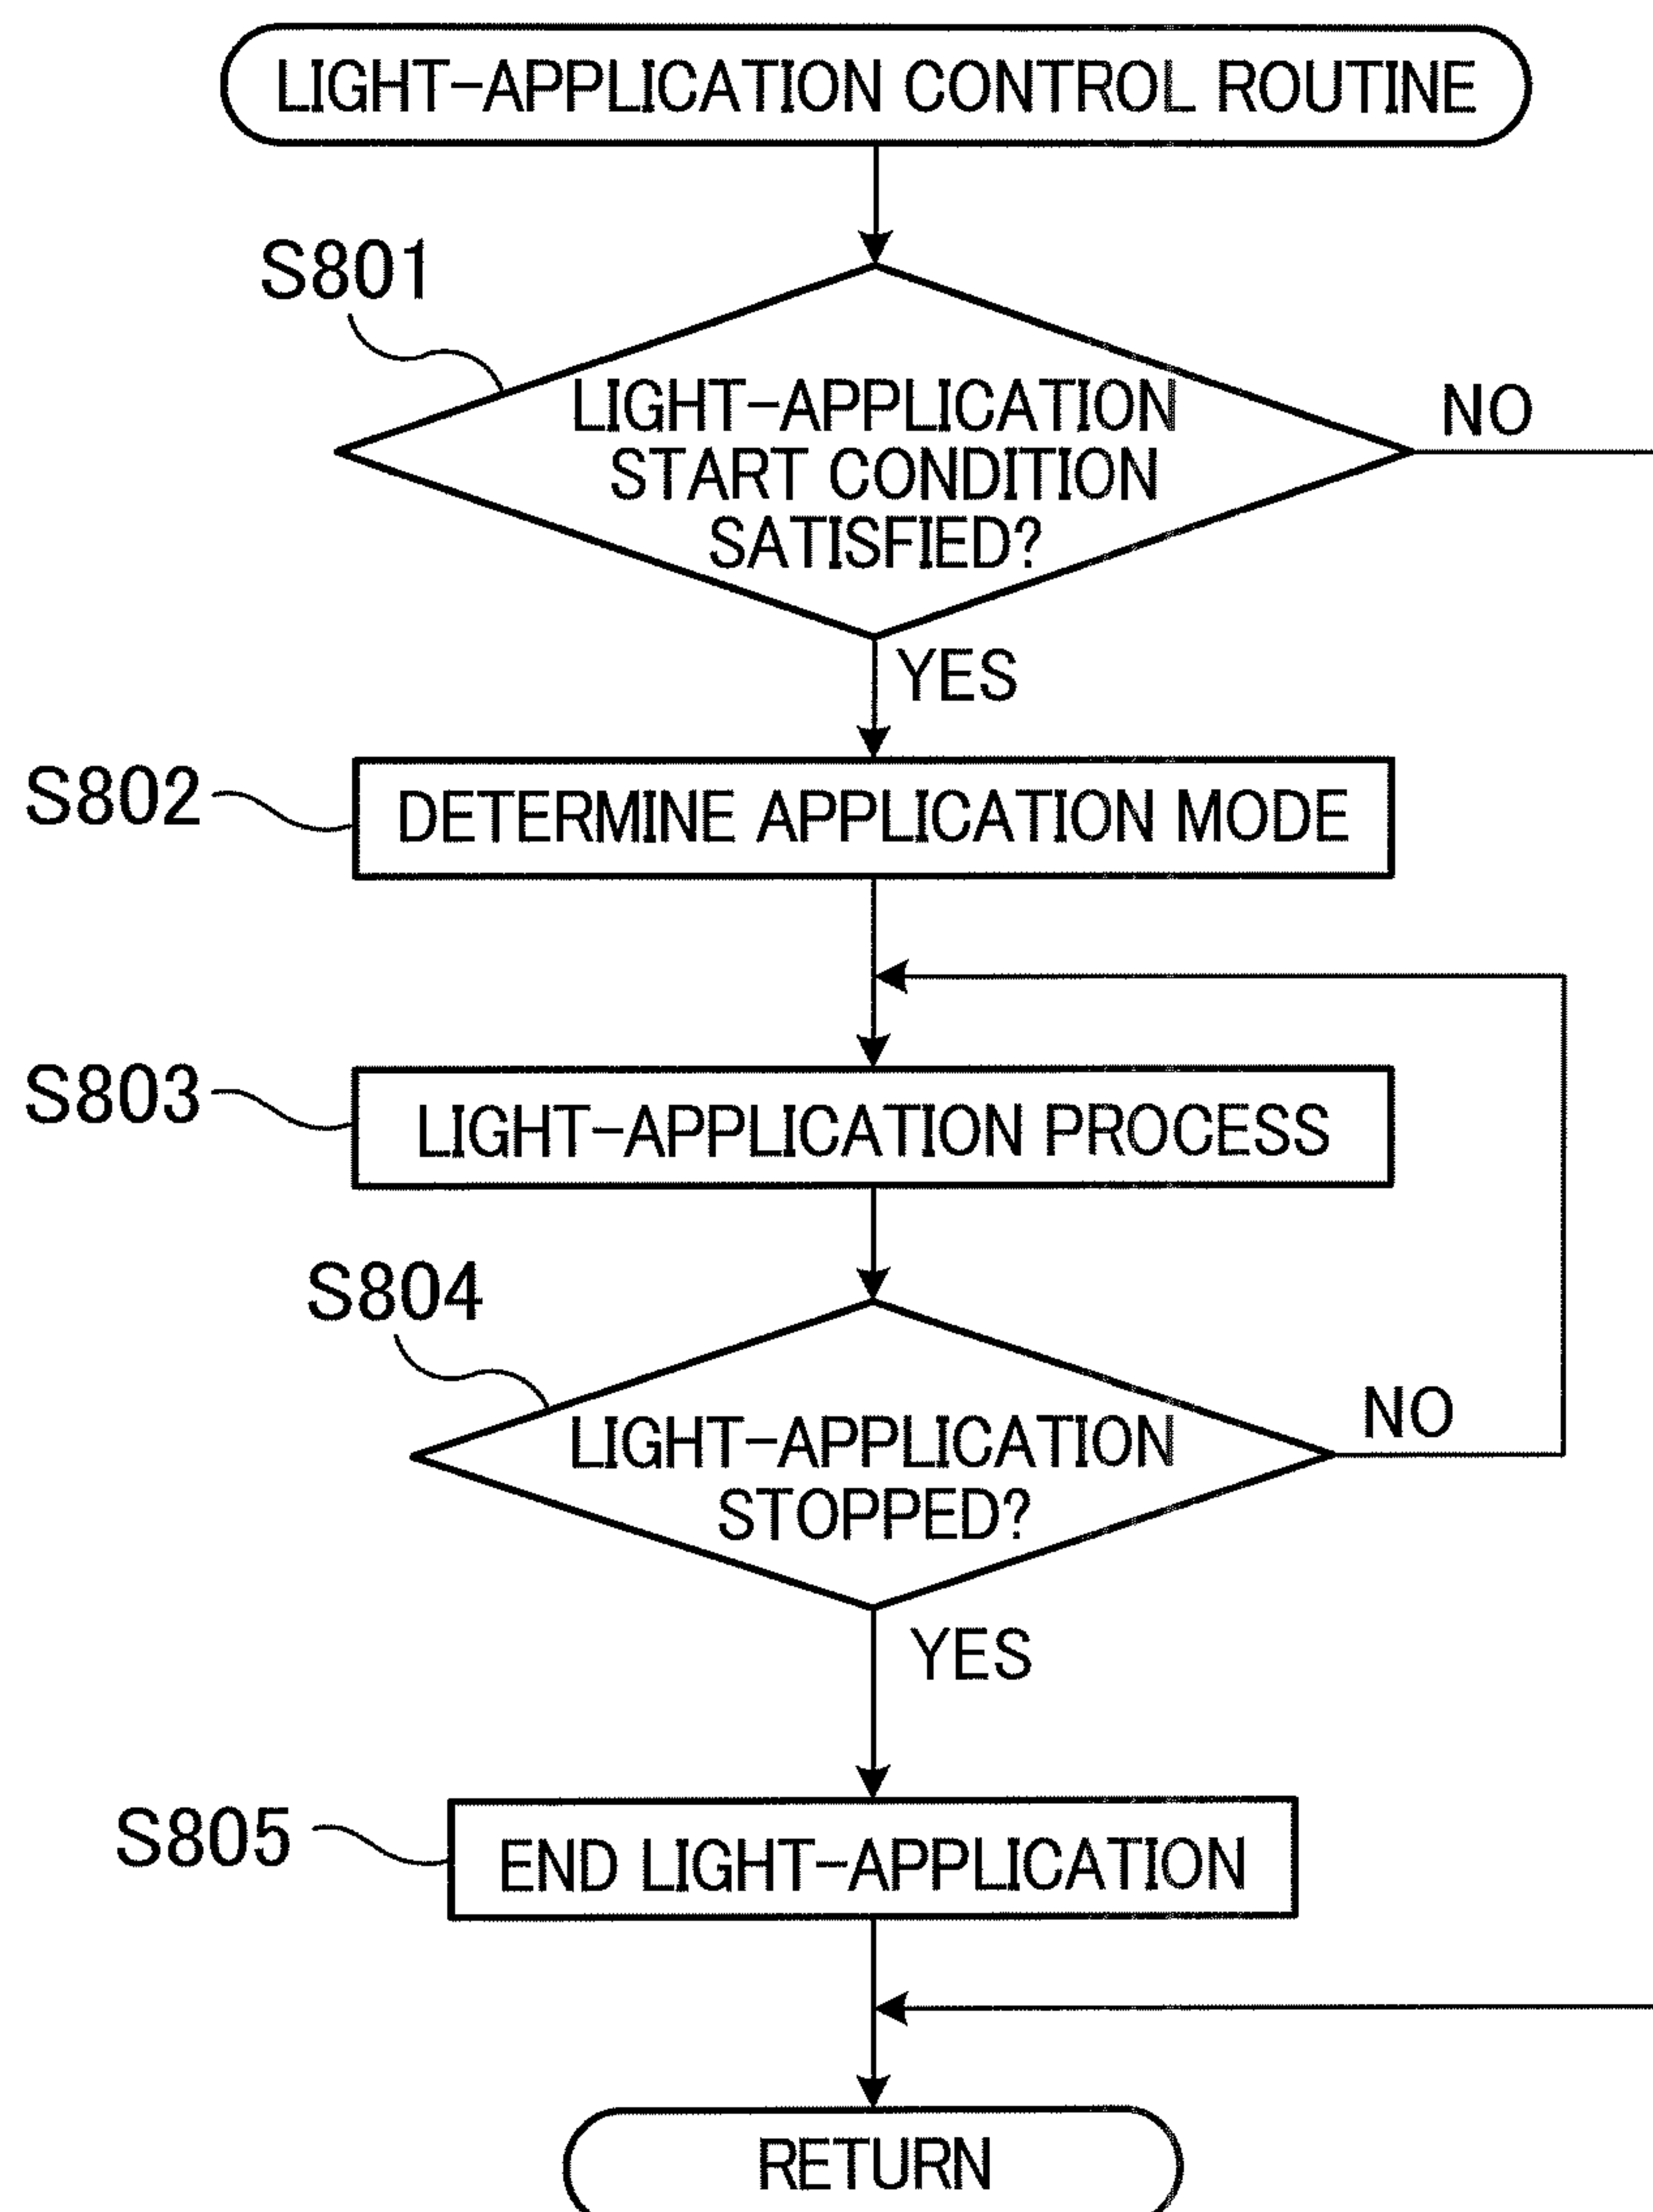 LIGHT-APPLICATION CONTROL ROUTINE
S801
LIGHT-APPLICATION
START CONDITION
SATISFIED?
NO
YES
S802
DETERMINE APPLICATION MODE
S803
LIGHT-APPLICATION PROCESS
S804
LIGHT-APPLICATION
STOPPED?
NO
YES
S805
END LIGHT-APPLICATION
RETURN